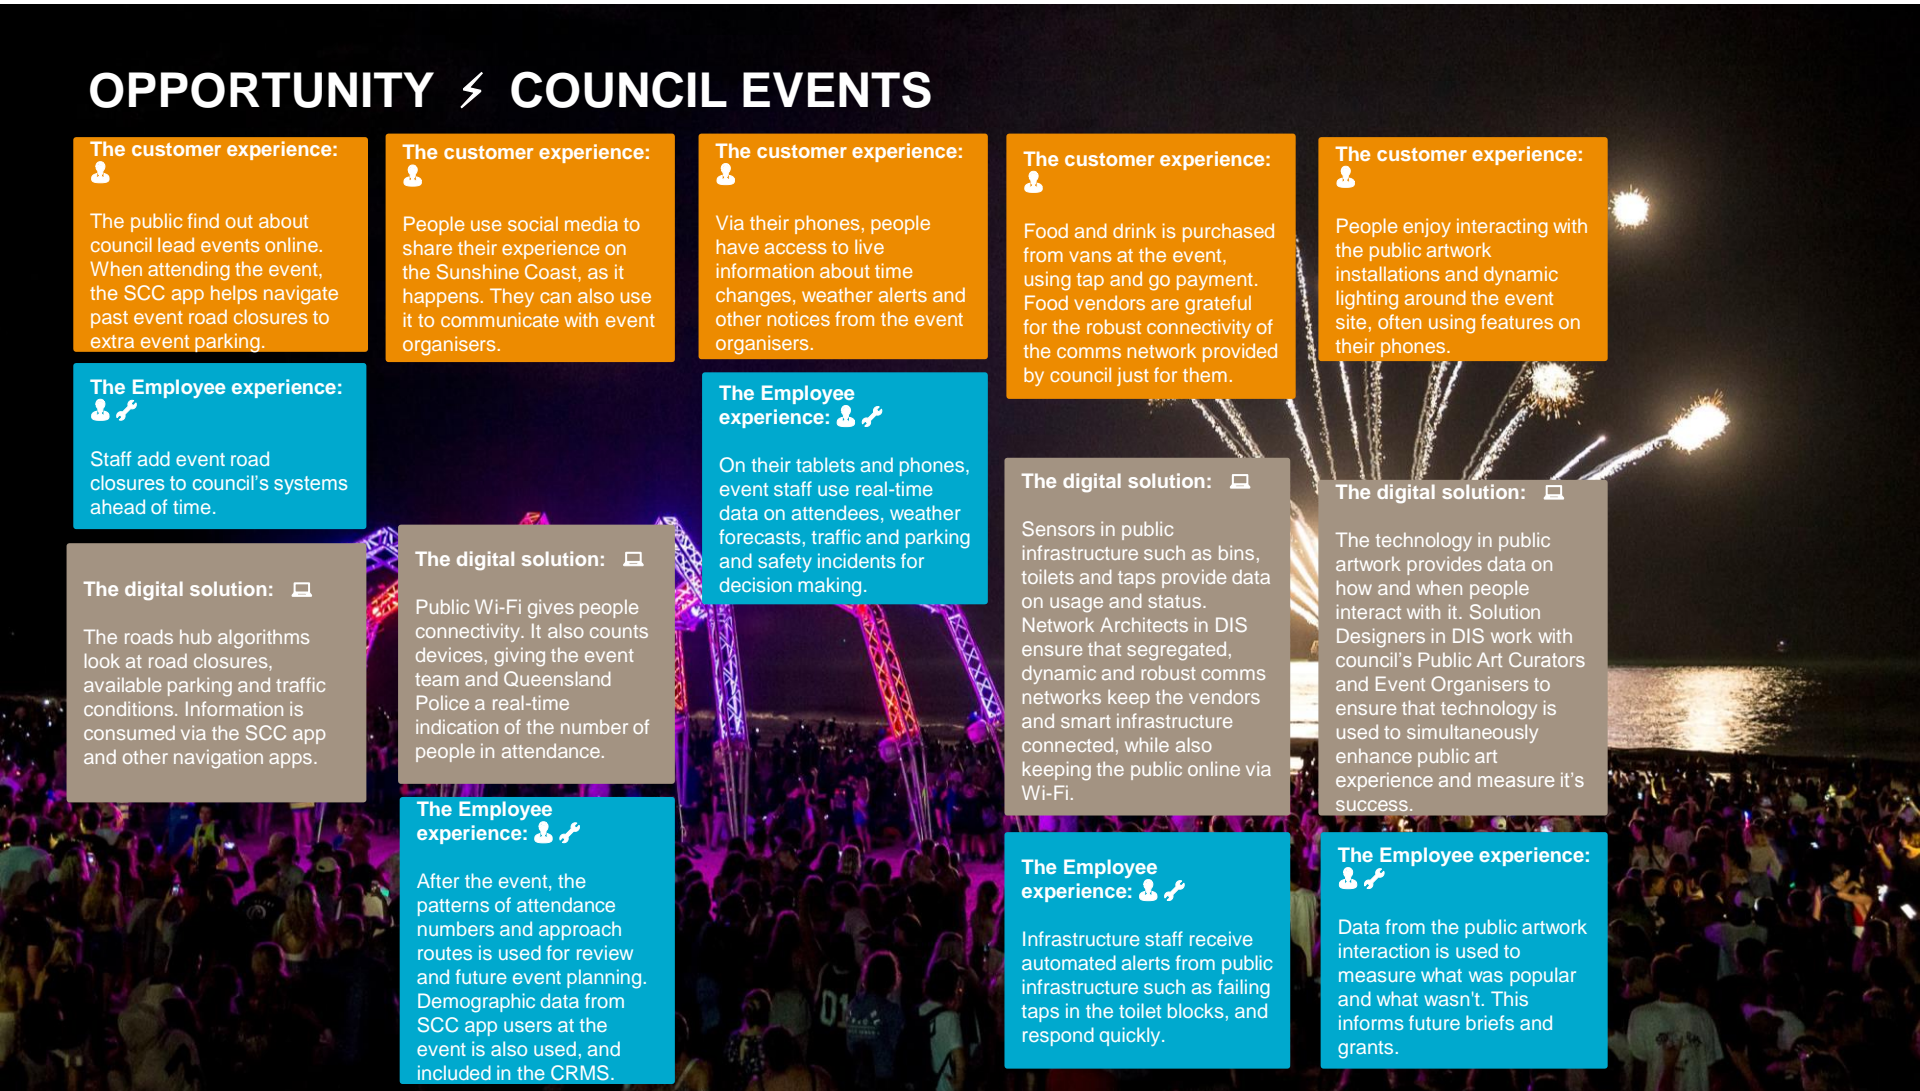 OPPORTUNITY ⚡ COUNCIL EVENTS
The customer experience:
The public find out about
council lead events online.
When attending the event,
the SCC app helps navigate
past event road closures to
extra event parking.
The Employee experience:
Staff add event road
closures to council's systems
ahead of time.
The digital solution:
The roads hub algorithms
look at road closures,
available parking and traffic
conditions. Information is
consumed via the SCC app
and other navigation apps.
The customer experience:
People use social media to
share their experience on
the Sunshine Coast, as it
happens. They can also use
it to communicate with event
organisers.
The digital solution:
Public Wi-Fi gives people
connectivity. It also counts
devices, giving the event
team and Queensland
Police a real-time
indication of the number of
people in attendance.
The Employee
experience:
After the event, the
patterns of attendance
numbers and approach
routes is used for review
and future event planning.
Demographic data from
SCC app users at the
event is also used, and
included in the CRMS.
The customer experience:
Via their phones, people
have access to live
information about time
changes, weather alerts and
other notices from the event
organisers.
The Employee
experience:
On their tablets and phones,
event staff use real-time
data on attendees, weather
forecasts, traffic and parking
and safety incidents for
decision making.
The customer experience:
Food and drink is purchased
from vans at the event,
using tap and go payment.
Food vendors are grateful
for the robust connectivity of
the comms network provided
by council just for them.
The digital solution:
Sensors in public
infrastructure such as bins,
toilets and taps provide data
on usage and status.
Network Architects in DIS
ensure that segregated,
dynamic and robust comms
networks keep the vendors
and smart infrastructure
connected, while also
keeping the public online via
Wi-Fi.
The Employee
experience:
Infrastructure staff receive
automated alerts from public
infrastructure such as failing
taps in the toilet blocks, and
respond quickly.
The customer experience:
People enjoy interacting with
the public artwork
installations and dynamic
lighting around the event
site, often using features on
their phones.
The digital solution:
The technology in public
artwork provides data on
how and when people
interact with it. Solution
Designers in DIS work with
council's Public Art Curators
and Event Organisers to
ensure that technology is
used to simultaneously
enhance public art
experience and measure it's
success.
The Employee experience:
Data from the public artwork
interaction is used to
measure what was popular
and what wasn't. This
informs future briefs and
grants.